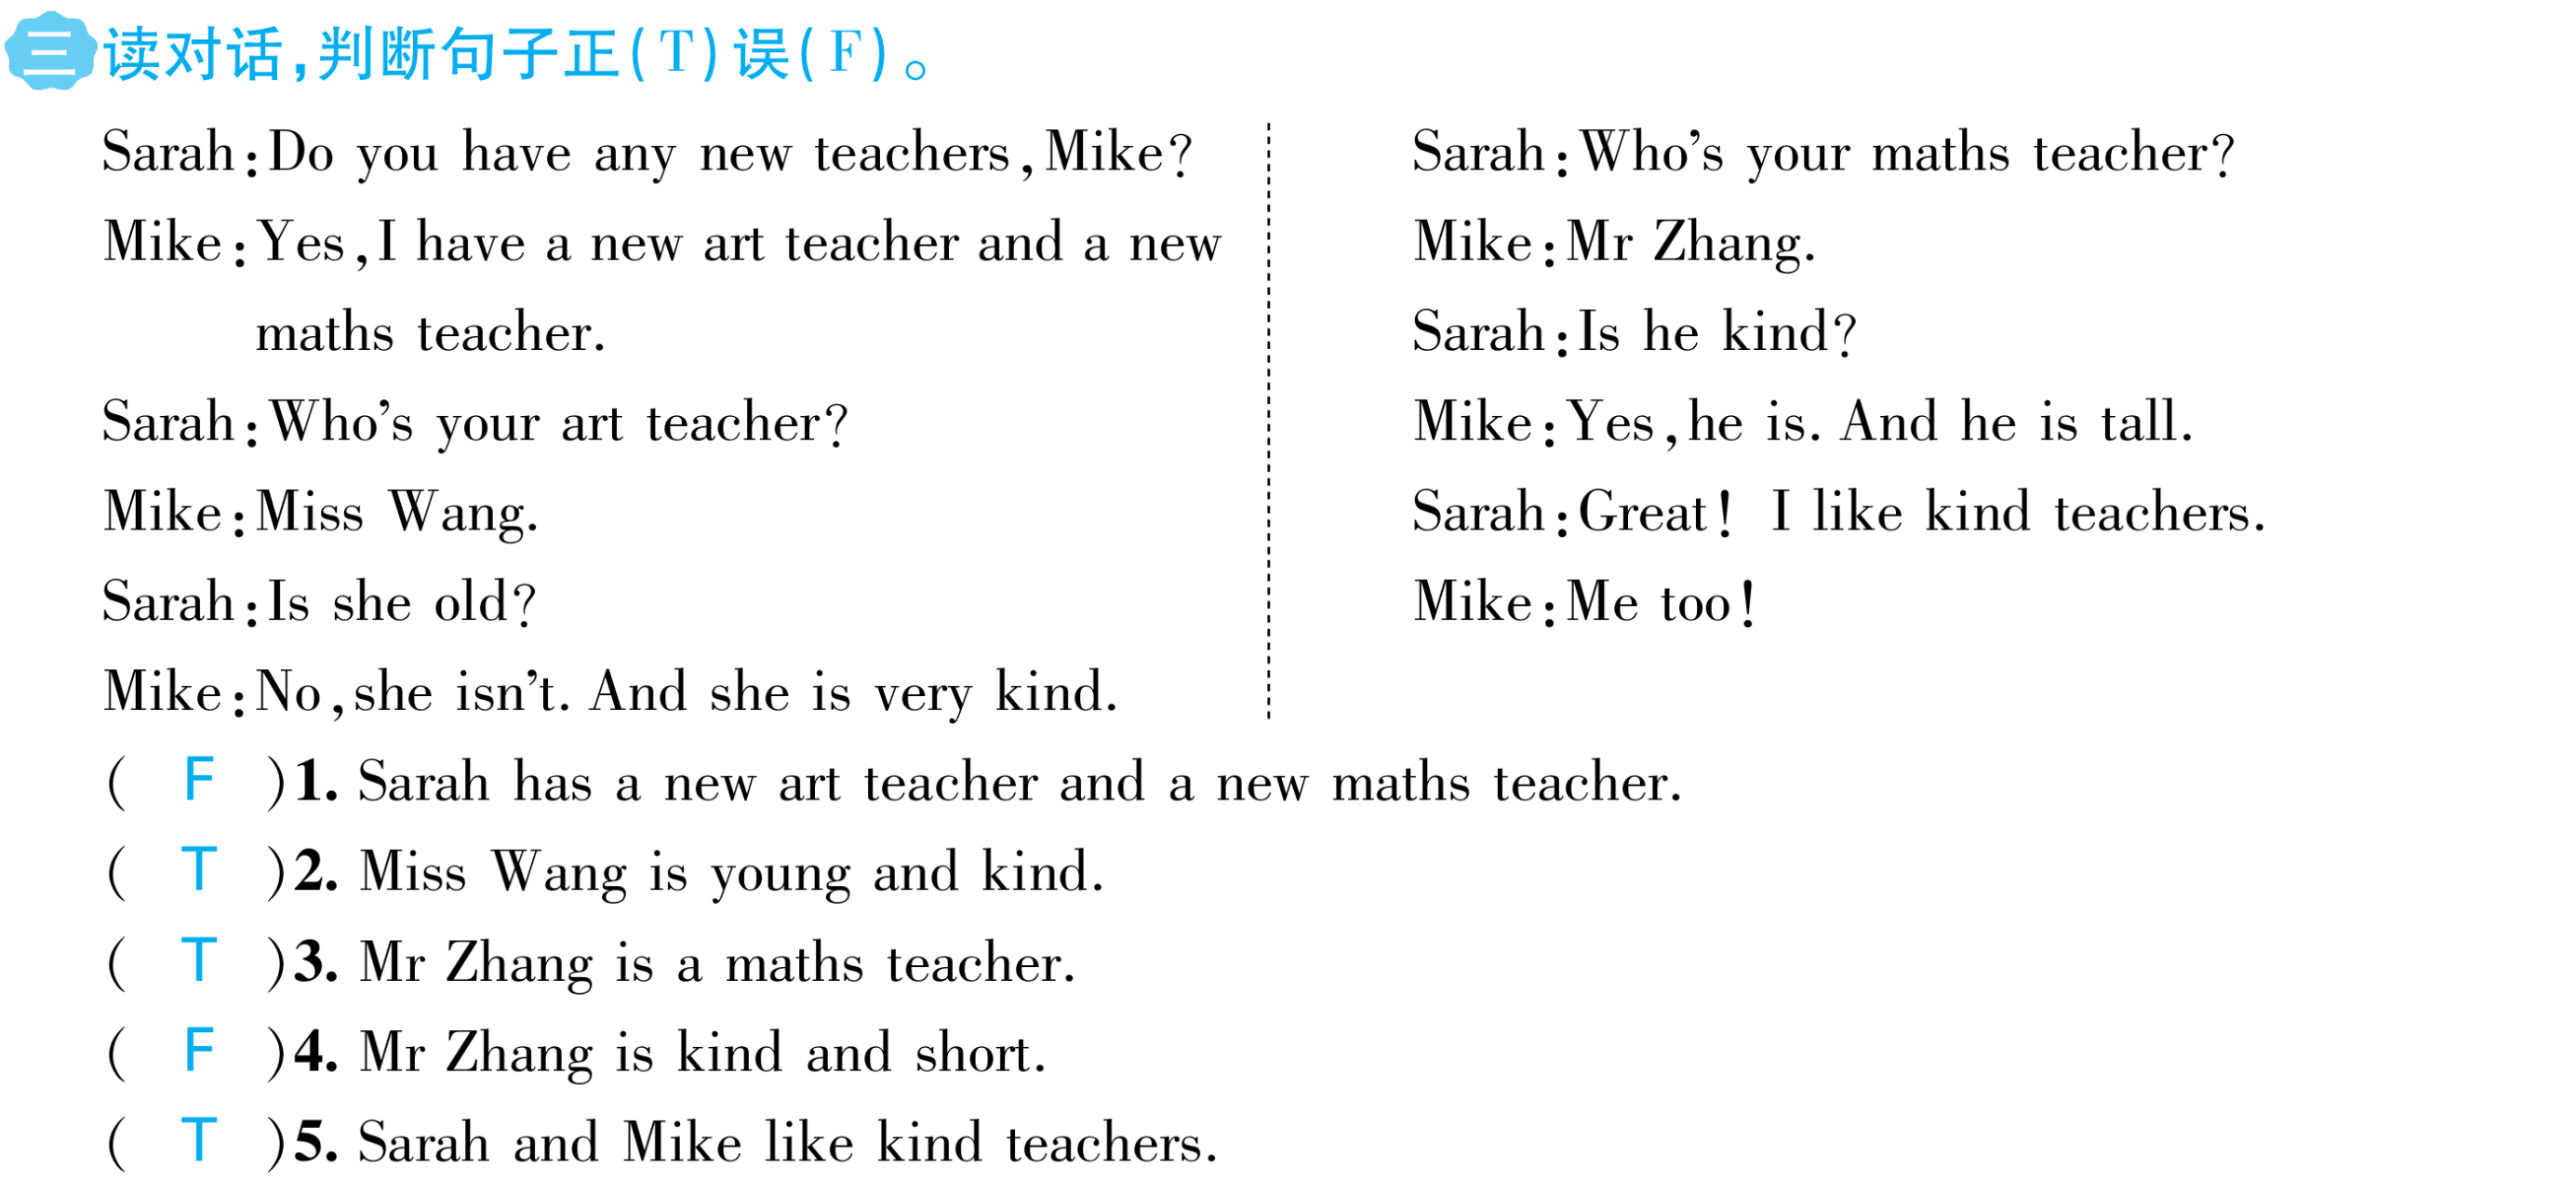 三 读对话,判断句子正(T)误(F)。
Sarah:Do you have any new teachers,Mike?
Mike:Yes,I have a new art teacher and a new
maths teacher.
Sarah:Who's your art teacher?
Mike:Miss Wang.
Sarah:Is she old?
Mike:No,she isn't. And she is very kind.
Sarah:Who's your maths teacher?
Mike:Mr Zhang.
Sarah:Is he kind?
Mike:Yes,he is. And he is tall.
Sarah:Great! I like kind teachers.
Mike:Me too!
( F )1. Sarah has a new art teacher and a new maths teacher.
( T )2. Miss Wang is young and kind.
( T )3. Mr Zhang is a maths teacher.
( F )4. Mr Zhang is kind and short.
( T )5. Sarah and Mike like kind teachers.